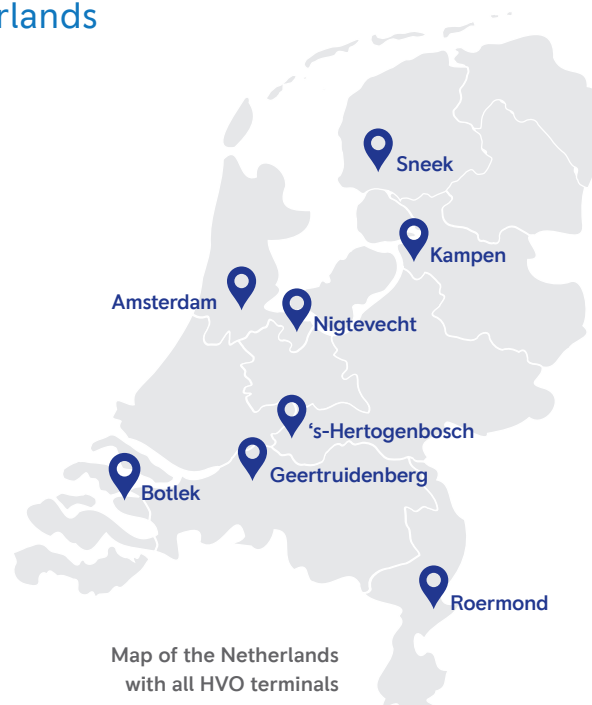 rlands
Sneek
Kampen
Amsterdam
Nigtevecht
‘s-Hertogenbosch
Geertruidenberg
Botlek
Roermond
Map of the Netherlands
with all HVO terminals